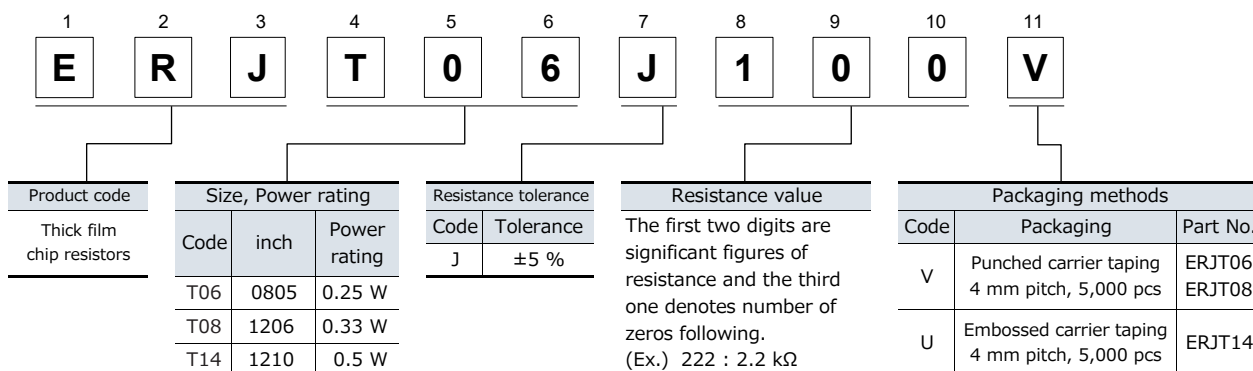 1 2 3 4 5 6 7 8 9 10 11
E R J T 0 6 J 1 0 0 V
Product code
Thick film
chip resistors
Size, Power rating
Code inch Power rating
T06 0805 0.25 W
T08 1206 0.33 W
T14 1210 0.5 W
Resistance tolerance
Code Tolerance
J ±5 %
Resistance value
The first two digits are
significant figures of
resistance and the third
one denotes number of
zeros following.
(Ex.) 222 : 2.2 kΩ
Packaging methods
Code Packaging Part No.
V Punched carrier taping ERJT06
4 mm pitch, 5,000 pcs ERJT08
U Embossed carrier taping ERJT14
4 mm pitch, 5,000 pcs